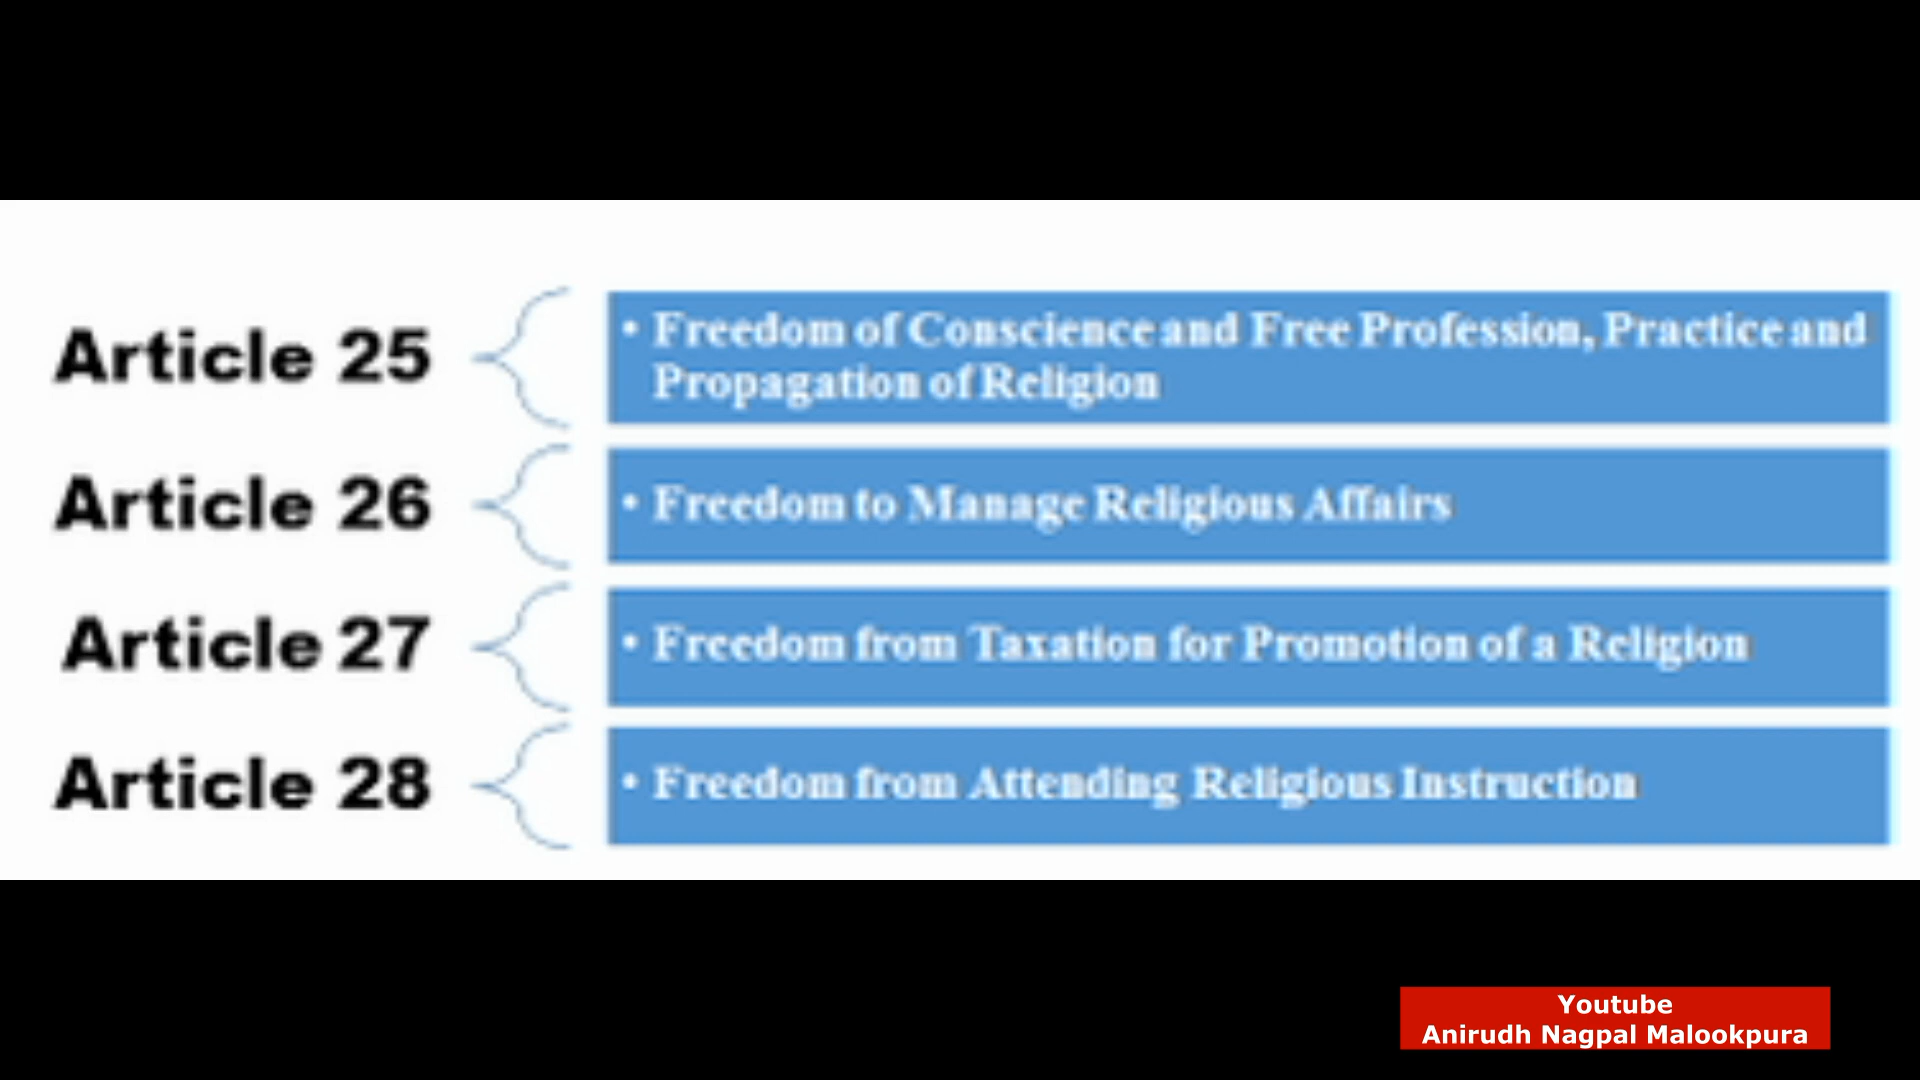 Article 25
• Freedom of Conscience and Free Profession, Practice and
Propagation of Religion
Article 26
• Freedom to Manage Religious Affairs
Article 27
• Freedom from Taxation for Promotion of a Religion
Article 28
• Freedom from Attending Religious Instruction
Youtube
Anirudh Nagpal Malookpura